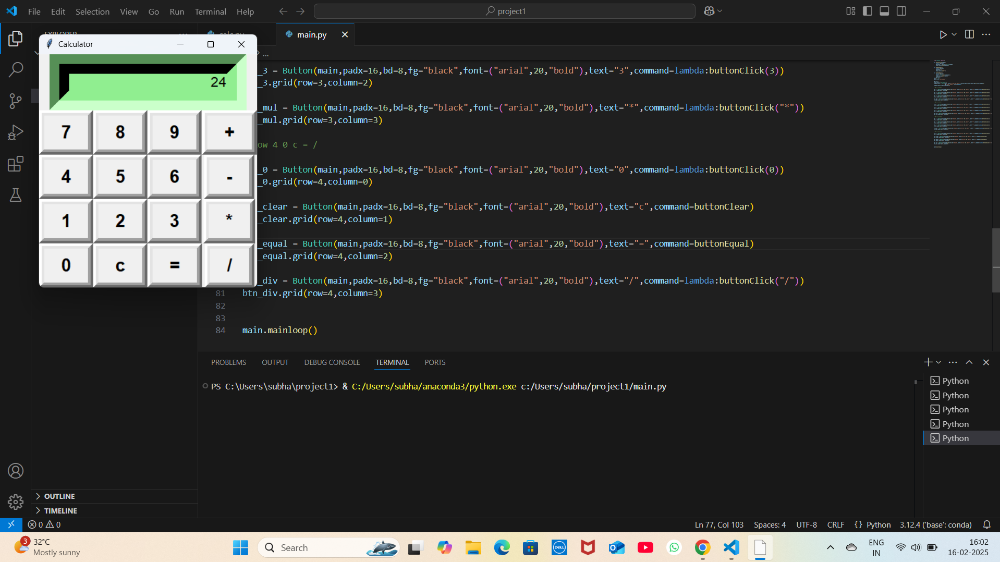 File Edit Selection View Go Run Terminal Help
project1
EXPLORER
calc.py
main.py
...
Calculator
24
7 8 9 +
4 5 6 -
1 2 3 *
0 c = /
_3 = Button(main,padx=16,bd=8,fg="black",font=("arial",20,"bold"),text="3",command=lambda:buttonClick(3))
_3.grid(row=3,column=2)
_mul = Button(main,padx=16,bd=8,fg="black",font=("arial",20,"bold"),text="*",command=lambda:buttonClick("*"))
_mul.grid(row=3,column=3)
ow 4 0 c = /
_0 = Button(main,padx=16,bd=8,fg="black",font=("arial",20,"bold"),text="0",command=lambda:buttonClick(0))
_0.grid(row=4,column=0)
_clear = Button(main,padx=16,bd=8,fg="black",font=("arial",20,"bold"),text="c",command=buttonClear)
_clear.grid(row=4,column=1)
_equal = Button(main,padx=16,bd=8,fg="black",font=("arial",20,"bold"),text="=",command=buttonEqual)
_equal.grid(row=4,column=2)
_div = Button(main,padx=16,bd=8,fg="black",font=("arial",20,"bold"),text="/",command=lambda:buttonClick("/"))
81 btn_div.grid(row=4,column=3)
82
83
84 main.mainloop()
PROBLEMS OUTPUT DEBUG CONSOLE TERMINAL PORTS
PS C:\Users\subha\project1> & C:/Users/subha/anaconda3/python.exe c:/Users/subha/project1/main.py
Python
Python
Python
Python
Python
OUTLINE
TIMELINE
0 0
Ln 77, Col 103 Spaces: 4 UTF-8 CRLF {} Python 3.12.4 ('base': conda)
3
32°C
Mostly sunny
Search
DELL
ENG
IN
16:02
16-02-2025